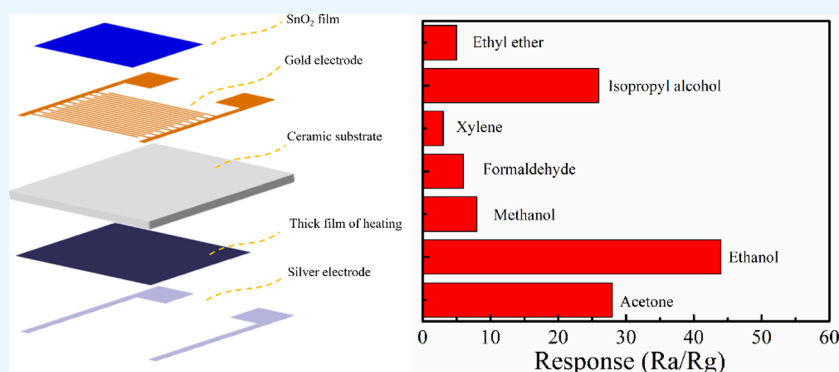 SnO₂ film
Gold electrode
Ceramic substrate
Thick film of heating
Silver electrode
Ethyl ether
Isopropyl alcohol
Xylene
Formaldehyde
Methanol
Ethanol
Acetone
0 10 20 30 40 50 60
Response (Ra/Rg)